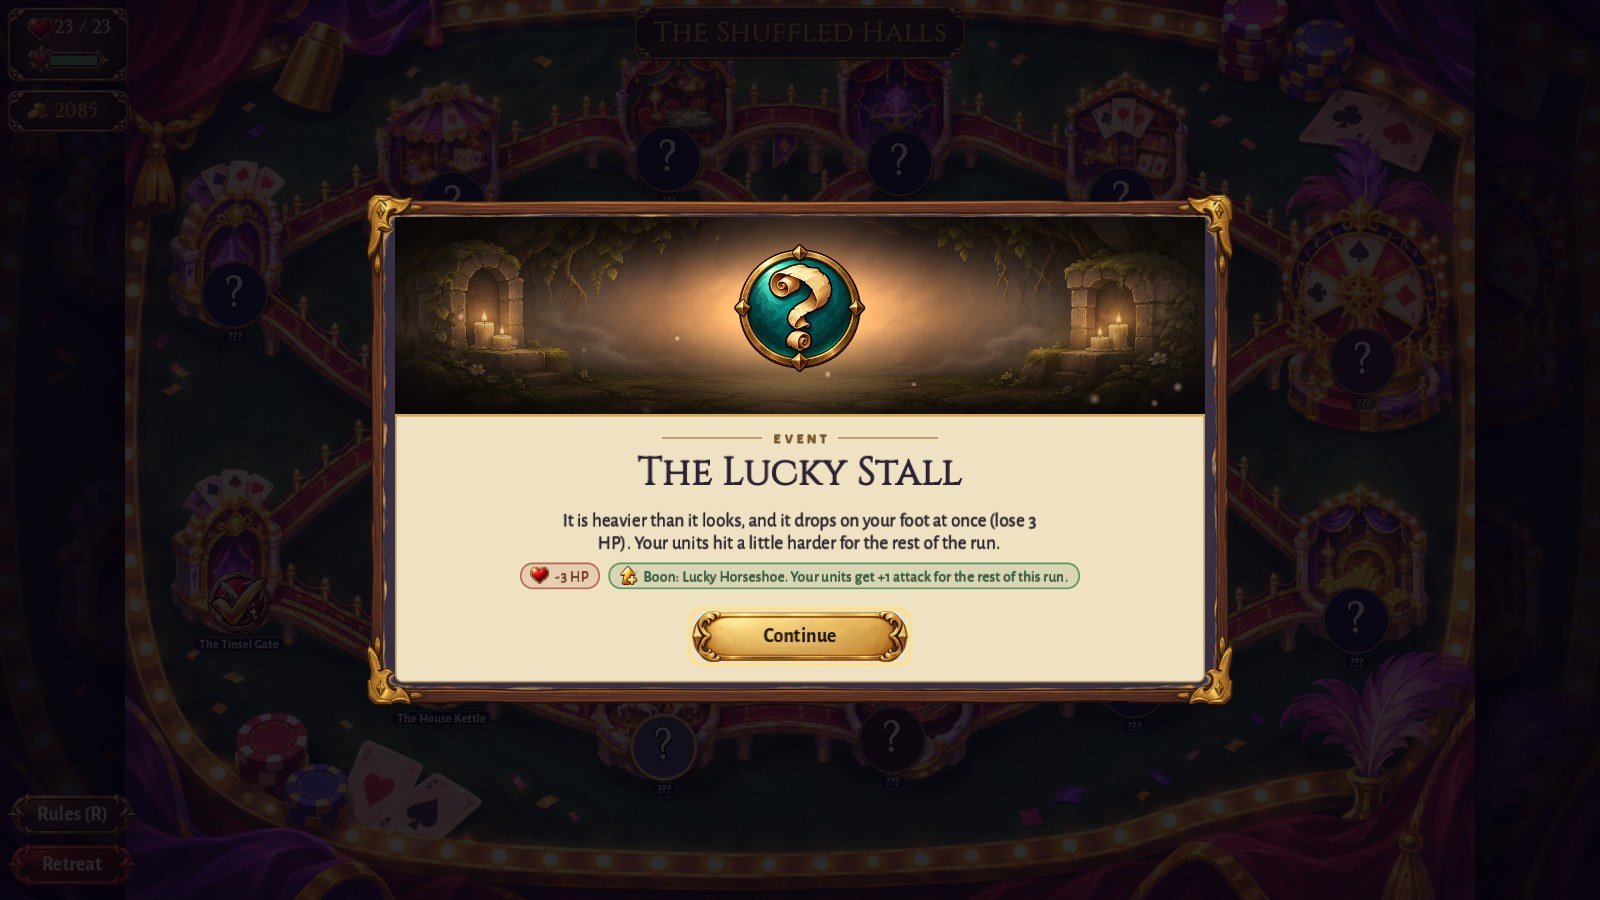 23 / 23
THE SHUFFLED HALLS
2085
?
?
?
?
?
???
?
???
EVENT
THE LUCKY STALL
It is heavier than it looks, and it drops on your foot at once (lose 3
HP). Your units hit a little harder for the rest of the run.
-3 HP
Boon: Lucky Horseshoe. Your units get +1 attack for the rest of this run.
Continue
The Tinsel Gate
?
???
The House Kettle
?
???
?
???
???
Rules (R)
Retreat